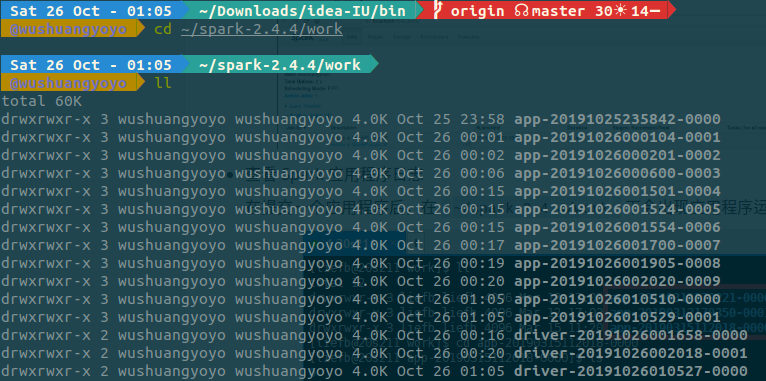 Sat 26 Oct - 01:05 ~/Downloads/idea-IU/bin origin ☊master 30☀14—
@wushuangyoyo cd ~/spark-2.4.4/work
Sat 26 Oct - 01:05 ~/spark-2.4.4/work
@wushuangyoyo ll
total 60K
drwxrwxr-x 3 wushuangyoyo wushuangyoyo 4.0K Oct 25 23:58 app-20191025235842-0000
drwxrwxr-x 3 wushuangyoyo wushuangyoyo 4.0K Oct 26 00:01 app-20191026000104-0001
drwxrwxr-x 3 wushuangyoyo wushuangyoyo 4.0K Oct 26 00:02 app-20191026000201-0002
drwxrwxr-x 3 wushuangyoyo wushuangyoyo 4.0K Oct 26 00:06 app-20191026000600-0003
drwxrwxr-x 3 wushuangyoyo wushuangyoyo 4.0K Oct 26 00:15 app-20191026001501-0004
drwxrwxr-x 3 wushuangyoyo wushuangyoyo 4.0K Oct 26 00:15 app-20191026001524-0005
drwxrwxr-x 3 wushuangyoyo wushuangyoyo 4.0K Oct 26 00:15 app-20191026001554-0006
drwxrwxr-x 3 wushuangyoyo wushuangyoyo 4.0K Oct 26 00:17 app-20191026001700-0007
drwxrwxr-x 3 wushuangyoyo wushuangyoyo 4.0K Oct 26 00:19 app-20191026001905-0008
drwxrwxr-x 3 wushuangyoyo wushuangyoyo 4.0K Oct 26 00:20 app-20191026002020-0009
drwxrwxr-x 3 wushuangyoyo wushuangyoyo 4.0K Oct 26 01:05 app-20191026010510-0000
drwxrwxr-x 3 wushuangyoyo wushuangyoyo 4.0K Oct 26 01:05 app-20191026010529-0001
drwxrwxr-x 2 wushuangyoyo wushuangyoyo 4.0K Oct 26 00:16 driver-20191026001658-0000
drwxrwxr-x 2 wushuangyoyo wushuangyoyo 4.0K Oct 26 00:20 driver-20191026002018-0001
drwxrwxr-x 2 wushuangyoyo wushuangyoyo 4.0K Oct 26 01:05 driver-20191026010527-0000